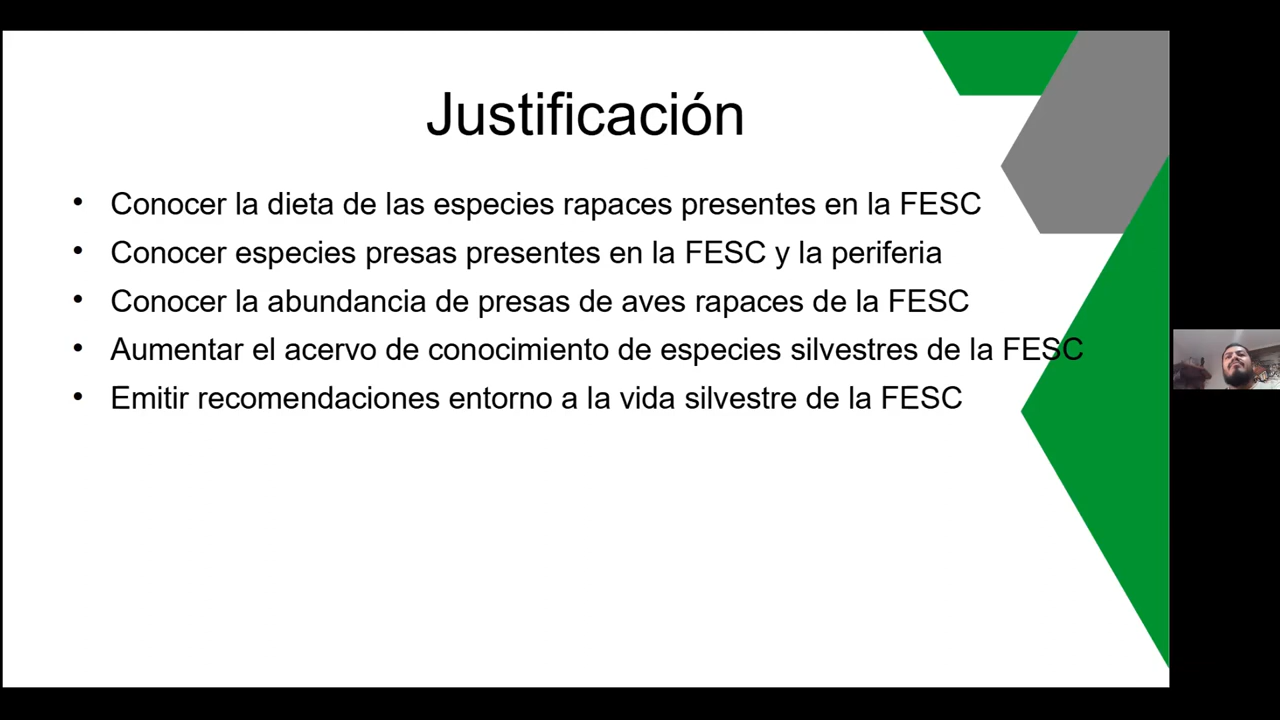 Justificación
• Conocer la dieta de las especies rapaces presentes en la FESC
• Conocer especies presas presentes en la FESC y la periferia
• Conocer la abundancia de presas de aves rapaces de la FESC
• Aumentar el acervo de conocimiento de especies silvestres de la FESC
• Emitir recomendaciones entorno a la vida silvestre de la FESC